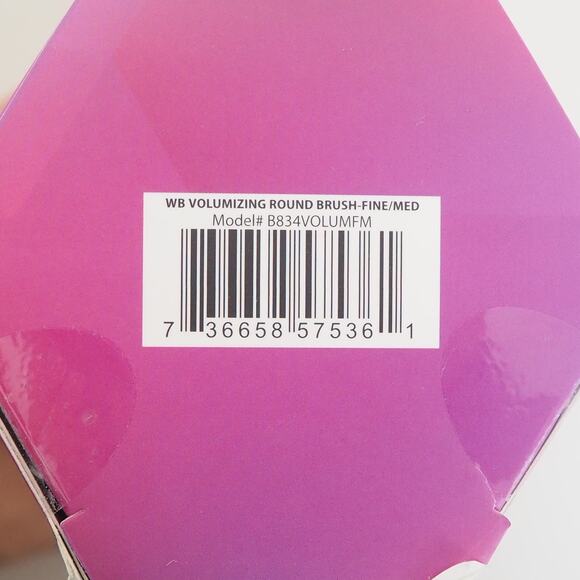 WB VOLUMIZING ROUND BRUSH-FINE/MED
Model# B834VOLUMFM
7 36658 57536 1